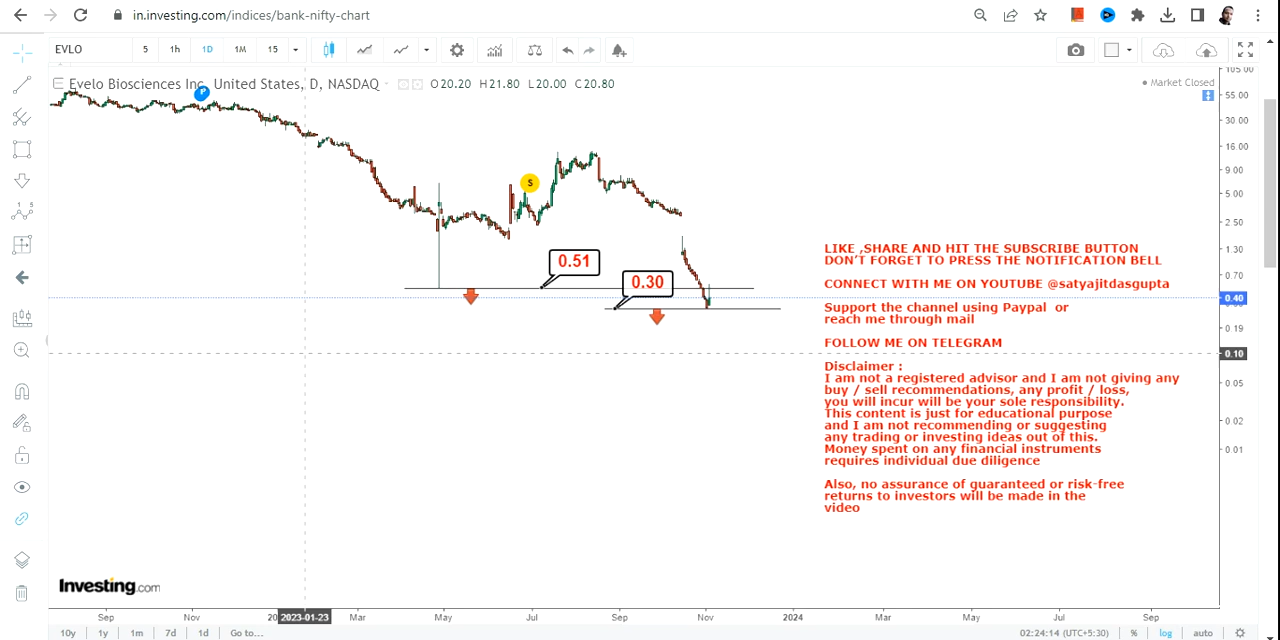 in.investing.com/indices/bank-nifty-chart
EVLO 5 1h 1D 1M 15
Evelo Biosciences Inc., United States, D, NASDAQ O20.20 H21.80 L20.00 C20.80
Market Closed
105.00
55.00
30.00
16.00
9.00
5.00
2.50
1.30
0.70
0.40
0.19
0.10
0.05
0.02
0.01
P
S
0.51
0.30
LIKE ,SHARE AND HIT THE SUBSCRIBE BUTTON
DON'T FORGET TO PRESS THE NOTIFICATION BELL
CONNECT WITH ME ON YOUTUBE @satyajitdasgupta
Support the channel using Paypal or
reach me through mail
FOLLOW ME ON TELEGRAM
Disclaimer :
I am not a registered advisor and I am not giving any
buy / sell recommendations, any profit / loss,
you will incur will be your sole responsibility.
This content is just for educational purpose
and I am not recommending or suggesting
any trading or investing ideas out of this.
Money spent on any financial instruments
requires individual due diligence
Also, no assurance of guaranteed or risk-free
returns to investors will be made in the
video
Investing.com
Sep Nov 2023-01-23 Mar May Jul Sep Nov 2024 Mar May Jul Sep
10y 1y 1m 7d 1d Go to... 02:24:14 (UTC+5:30) % log auto